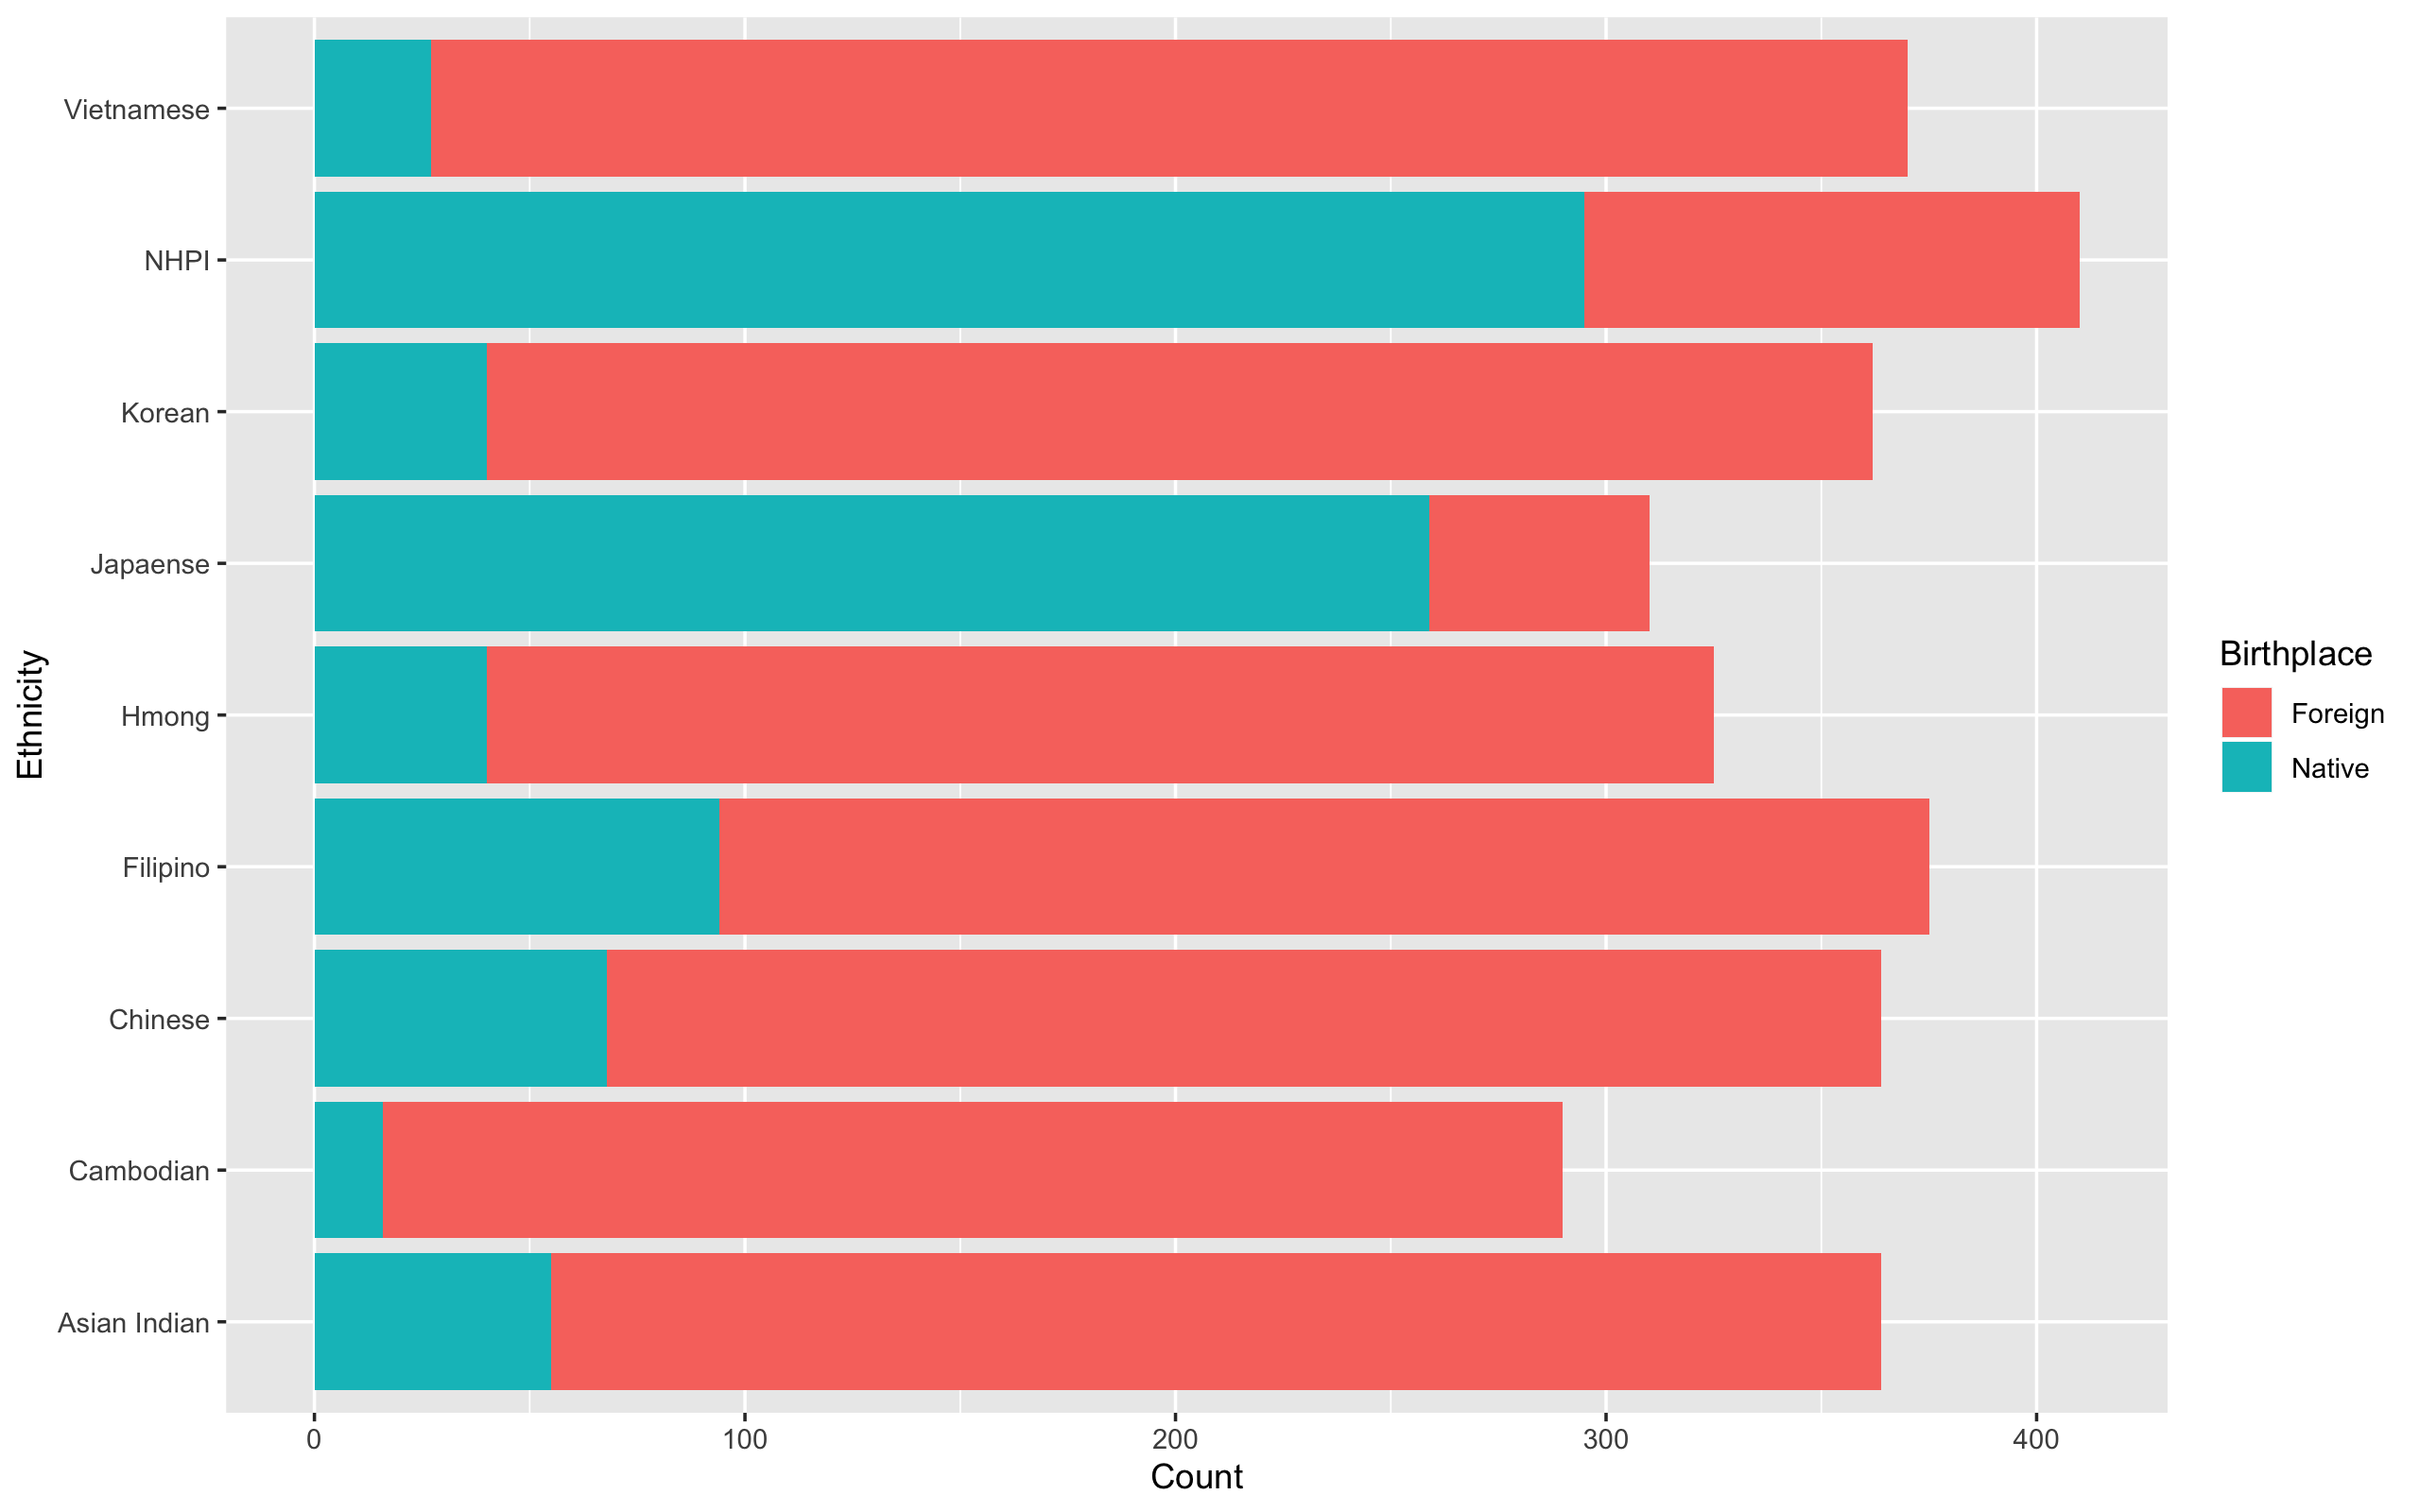 Vietnamese
NHPI
Korean
Japaense
Hmong
Filipino
Chinese
Cambodian
Asian Indian
Ethnicity
0 100 200 300 400
Count
Birthplace
Foreign
Native